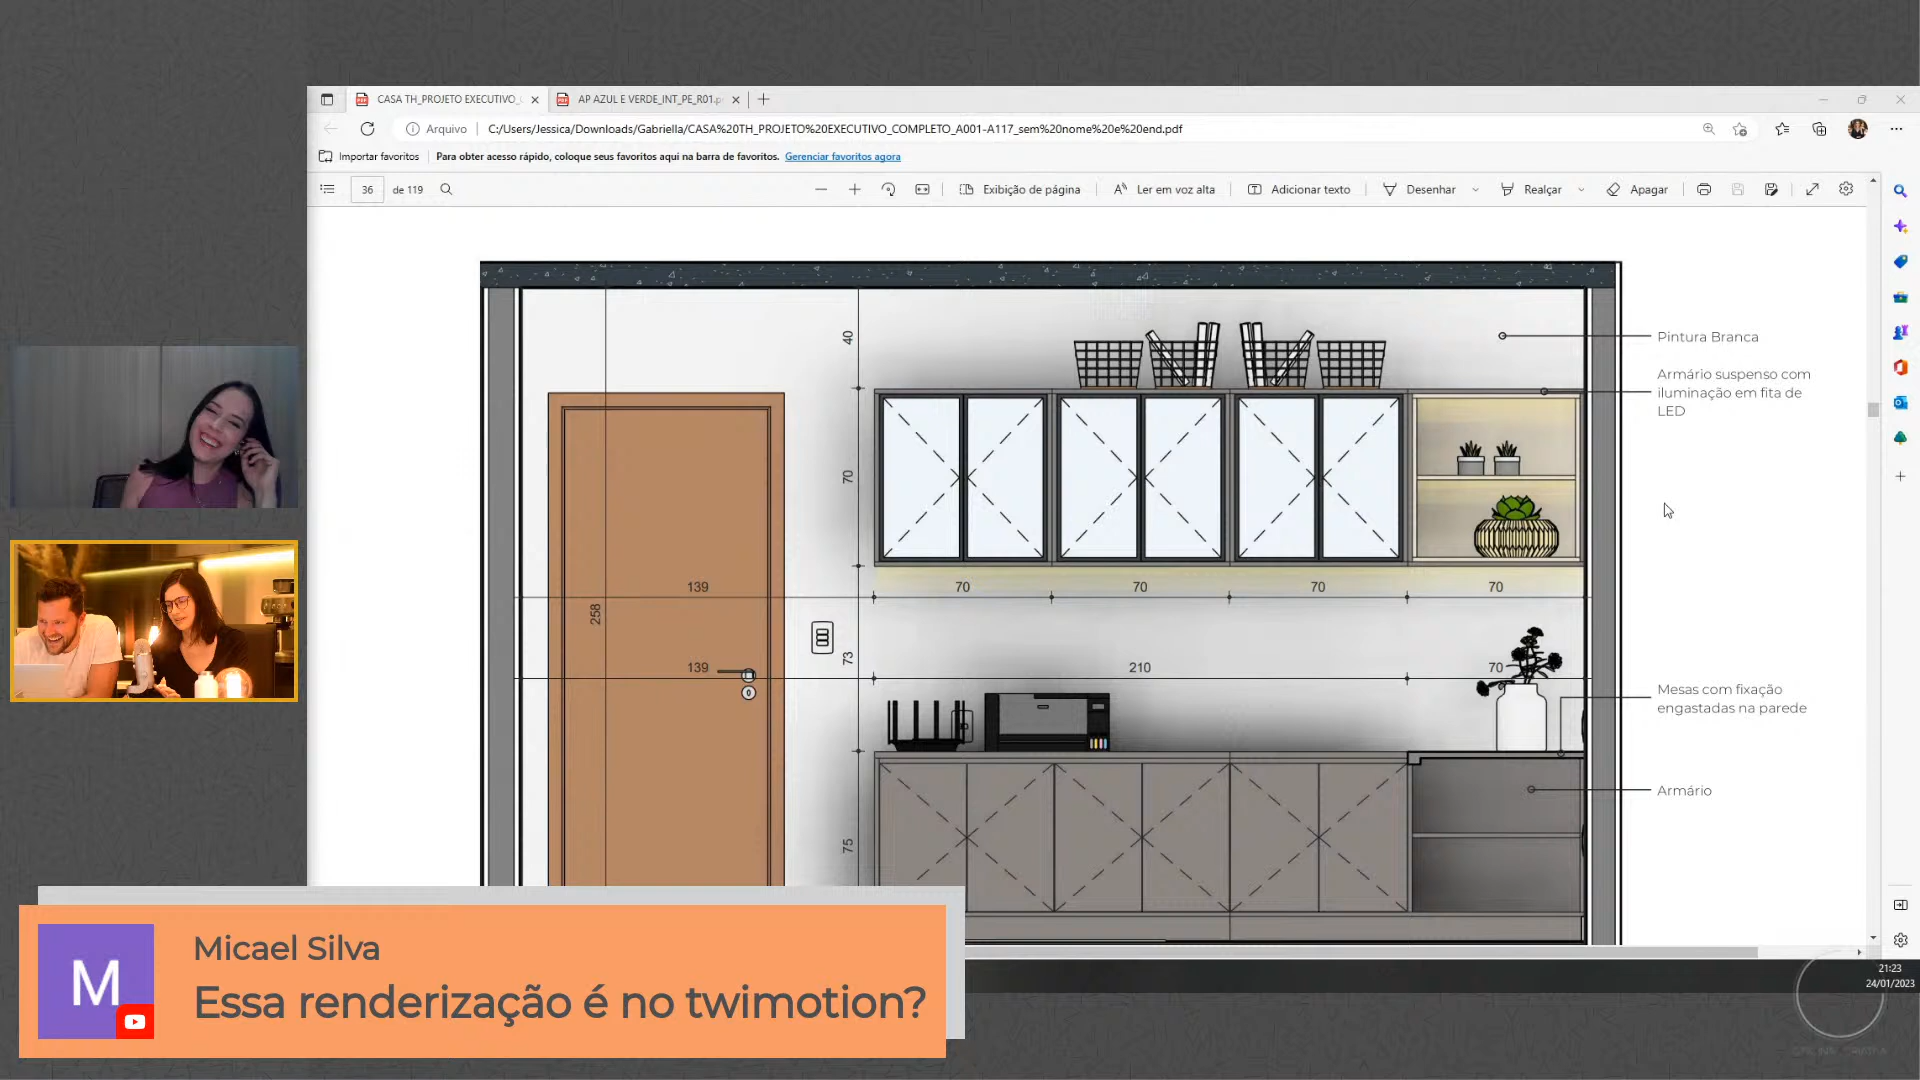 CASA TH_PROJETO EXECUTIVO_
AP AZUL E VERDE_INT_PE_R01.p
Arquivo
C:/Users/Jessica/Downloads/Gabriella/CASA%20TH_PROJETO%20EXECUTIVO_COMPLETO_A001-A117_sem%20nome%20e%20end.pdf
Importar favoritos
Para obter acesso rápido, coloque seus favoritos aqui na barra de favoritos. Gerenciar favoritos agora
36 de 119
Exibição de página
Ler em voz alta
Adicionar texto
Desenhar
Realçar
Apagar
40
Pintura Branca
Armário suspenso com
iluminação em fita de
LED
70
139
70
70
70
70
258
73
139
210
70
Mesas com fixação
engastadas na parede
Armário
75
M
Micael Silva
Essa renderização é no twimotion?
21:23
24/01/2023